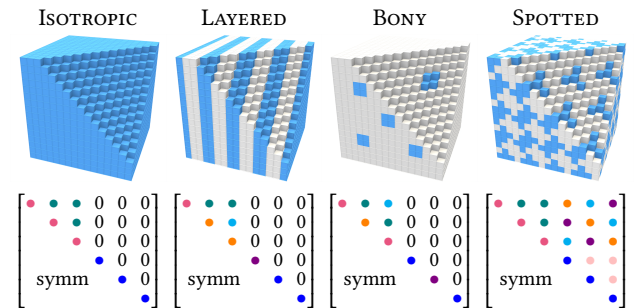 ISOTROPIC LAYERED BONY SPOTTED
0 0 0 0 0 0 0 0 0
0 0 0 0 0 0 0 0 0
0 0 0 0 0 0 0 0 0
symm 0 0 symm 0 0 symm 0 0 symm
0 0 0